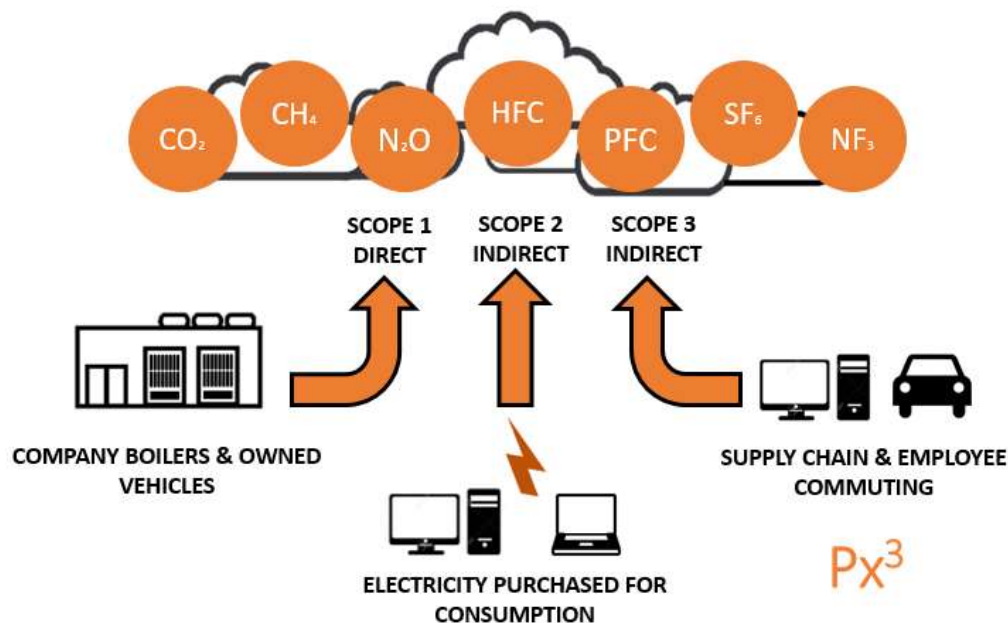 CO₂
CH₄
N₂O
HFC
PFC
SF₆
NF₃
SCOPE 1
DIRECT
SCOPE 2
INDIRECT
SCOPE 3
INDIRECT
COMPANY BOILERS & OWNED
VEHICLES
SUPPLY CHAIN & EMPLOYEE
COMMUTING
ELECTRICITY PURCHASED FOR
CONSUMPTION
Px³